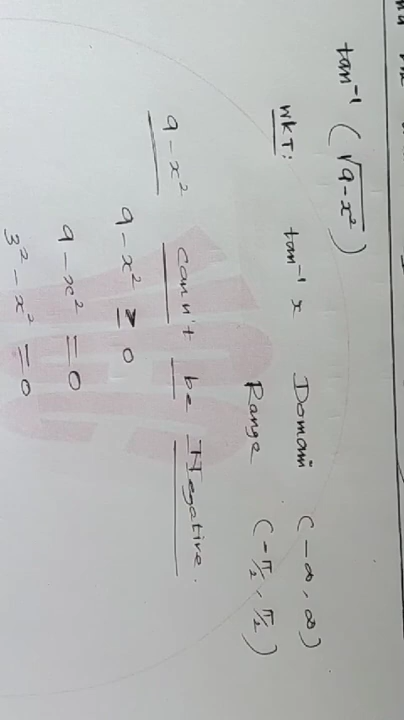 tan⁻¹ (√9-x²)
WKT: tan⁻¹ x Domain (-∞, ∞)
Range (-π/2, π/2)
9-x² cann't be Negative.
9-x² ≥ 0
9-x² = 0
3²-x² = 0